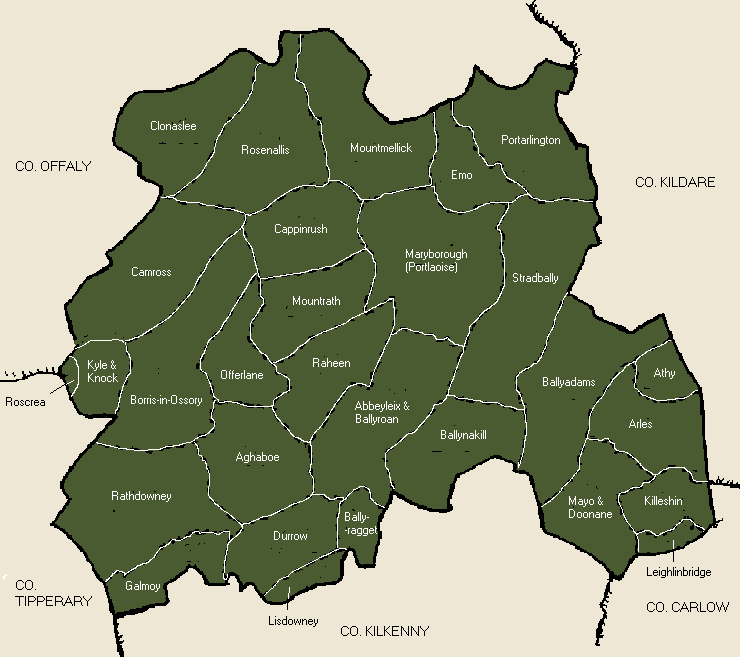 Clonaslee
Rosenallis
Mountmellick
Portarlington
Emo
CO. OFFALY
CO. KILDARE
Cappinrush
Maryborough
(Portlaoise)
Camross
Stradbally
Mountrath
Kyle &
Knock
Offerlane
Raheen
Athy
Roscrea
Borris-in-Ossory
Ballyadams
Abbeyleix &
Ballyroan
Arles
Ballynakill
Aghaboe
Rathdowney
Mayo &
Doonane
Killeshin
Bally-
-ragget
Durrow
Galmoy
Leighlinbridge
CO.
TIPPERARY
Lisdowney
CO. KILKENNY
CO. CARLOW